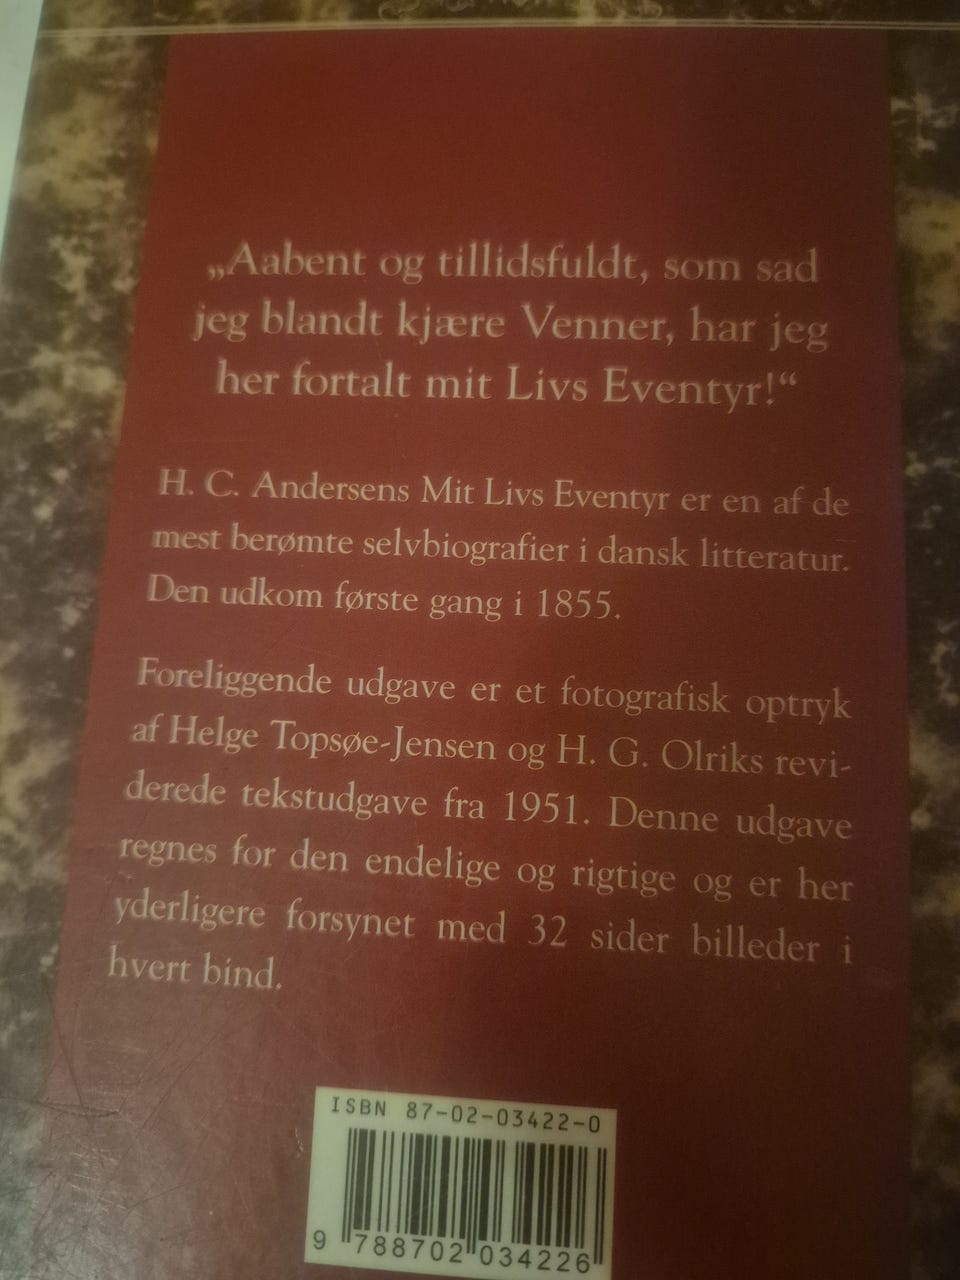 „Aabent og tillidsfuldt, som sad
jeg blandt kjære Venner, har jeg
her fortalt mit Livs Eventyr!“
H. C. Andersens Mit Livs Eventyr er en af de
mest berømte selvbiografier i dansk litteratur.
Den udkom første gang i 1855.
Foreliggende udgave er et fotografisk optryk
af Helge Topsøe-Jensen og H. G. Olriks revi-
derede tekstudgave fra 1951. Denne udgave
regnes for den endelige og rigtige og er her
yderligere forsynet med 32 sider billeder i
hvert bind.
ISBN 87-02-03422-0
9 788702 034226